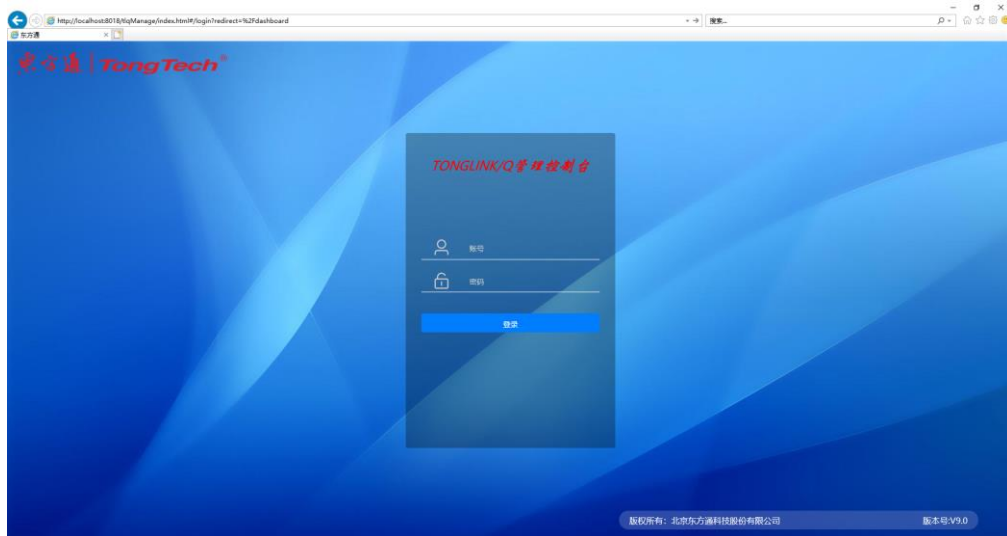 http://localhost:8018/tlqManage/index.html#/login?redirect=%2Fdashboard
搜索...
东方通
东方通 TongTech®
TONGLINK/Q管理控制台
账号
密码
登录
版权所有：北京东方通科技股份有限公司 版本号:V9.0